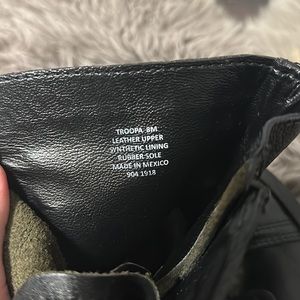 TROOPA 8M
LEATHER UPPER
SYNTHETIC LINING
RUBBER SOLE
MADE IN MEXICO
904 1918